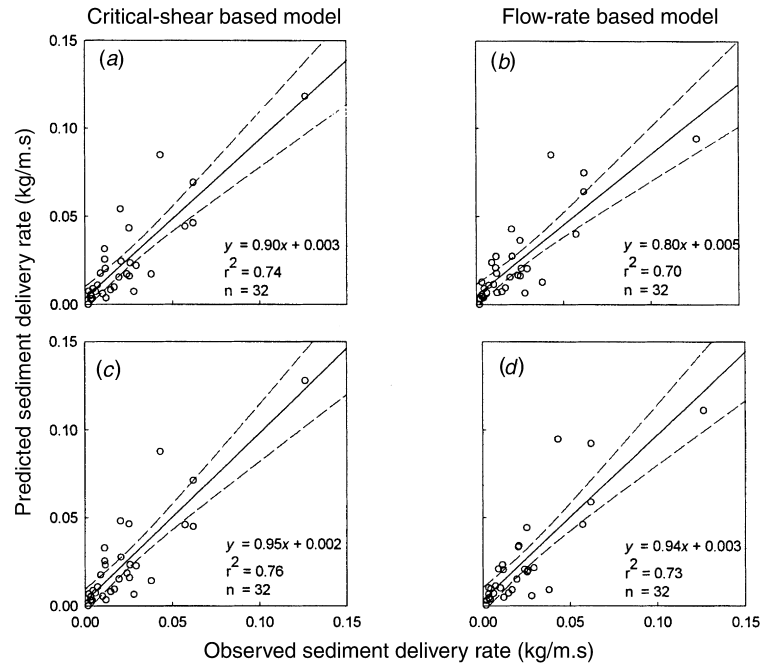 Critical-shear based model
Flow-rate based model
Predicted sediment delivery rate (kg/m.s)
(a)
0.15
0.10
0.05
0.00
y = 0.90x + 0.003
r2 = 0.74
n = 32
(b)
y = 0.80x + 0.005
r2 = 0.70
n = 32
(c)
0.15
0.10
0.05
0.00
y = 0.95x + 0.002
r2 = 0.76
n = 32
0.00 0.05 0.10 0.15
(d)
y = 0.94x + 0.003
r2 = 0.73
n = 32
0.00 0.05 0.10 0.15
Observed sediment delivery rate (kg/m.s)